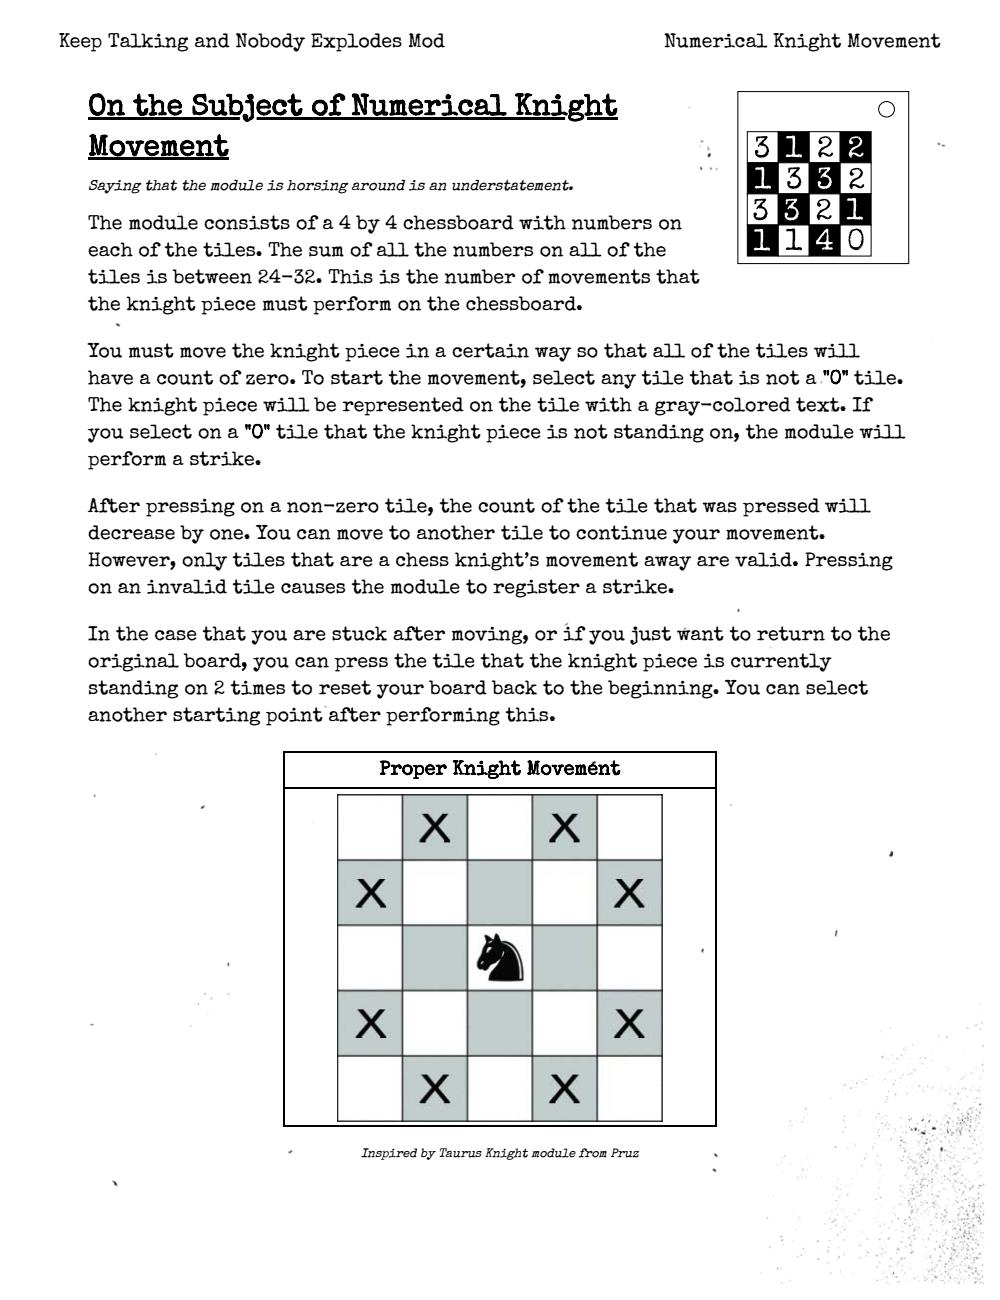 Keep Talking and Nobody Explodes Mod
Numerical Knight Movement
On the Subject of Numerical Knight
Movement
Saying that the module is horsing around is an understatement.
3 1 2 2
1 3 3 2
3 3 2 1
1 1 4 0
The module consists of a 4 by 4 chessboard with numbers on
each of the tiles. The sum of all the numbers on all of the
tiles is between 24-32. This is the number of movements that
the knight piece must perform on the chessboard.
You must move the knight piece in a certain way so that all of the tiles will
have a count of zero. To start the movement, select any tile that is not a "0" tile.
The knight piece will be represented on the tile with a gray-colored text. If
you select on a "0" tile that the knight piece is not standing on, the module will
perform a strike.
After pressing on a non-zero tile, the count of the tile that was pressed will
decrease by one. You can move to another tile to continue your movement.
However, only tiles that are a chess knight's movement away are valid. Pressing
on an invalid tile causes the module to register a strike.
In the case that you are stuck after moving, or if you just want to return to the
original board, you can press the tile that the knight piece is currently
standing on 2 times to reset your board back to the beginning. You can select
another starting point after performing this.
Proper Knight Movement
X X
X X
X X
X X
Inspired by Taurus Knight module from Pruz